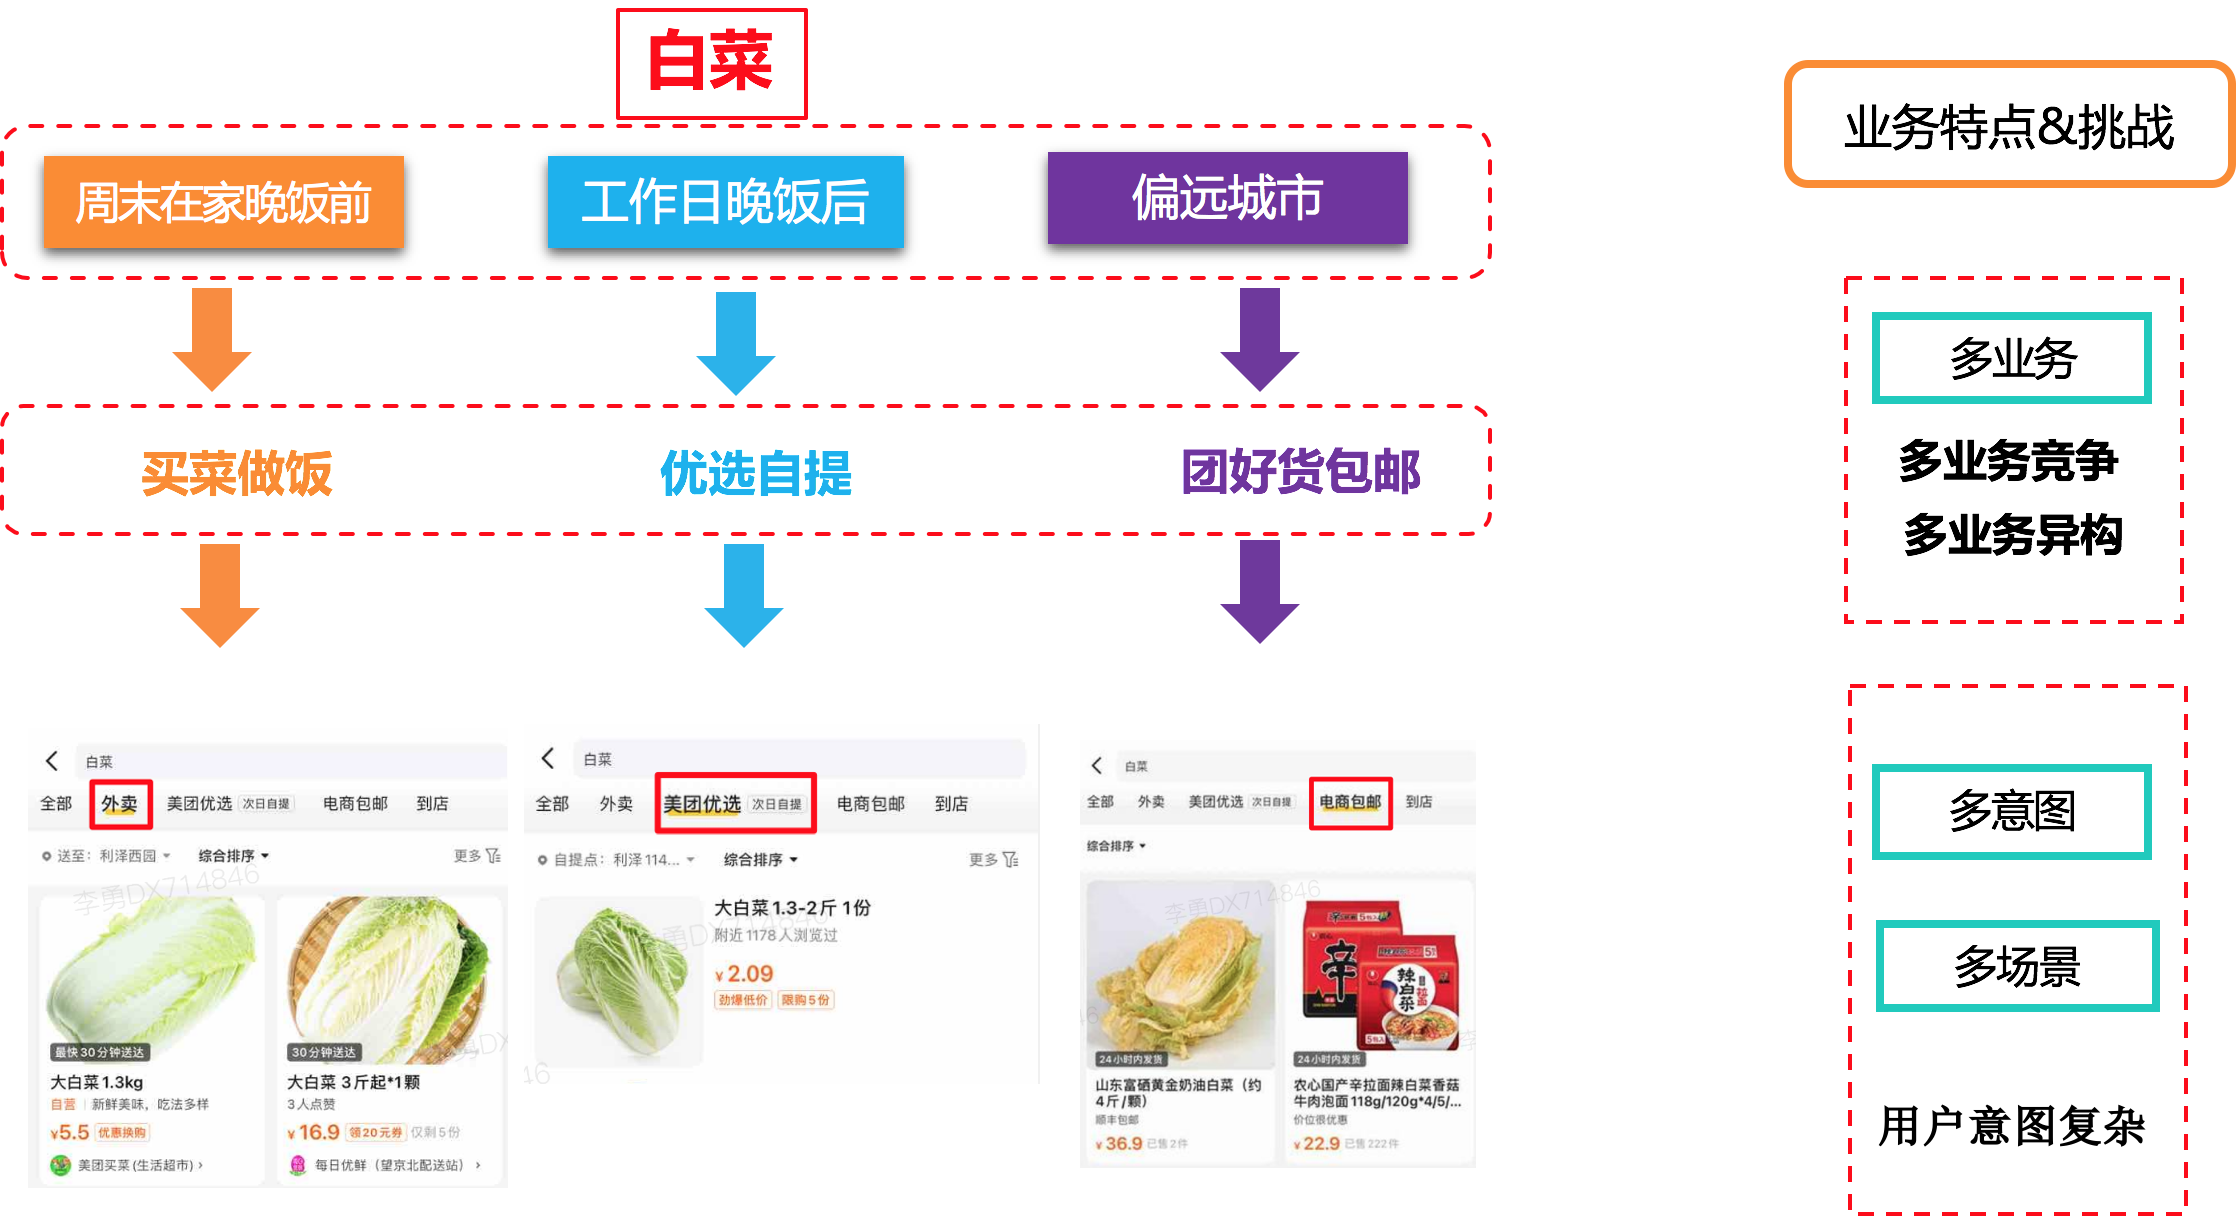 白菜
周末在家晚饭前
工作日晚饭后
偏远城市
买菜做饭
优选自提
团好货包邮
白菜
全部 外卖 美团优选 次日自提 电商包邮 到店
送至：利泽西园 综合排序 更多
李勇DX714846
最快30分钟送达
大白菜1.3kg
自营 新鲜美味，吃法多样
¥5.5 优惠换购
美团买菜(生活超市)
30分钟送达
大白菜 3斤起*1颗
3人点赞
¥16.9 领20元券 仅剩5份
每日优鲜（望京北配送站）
白菜
全部 外卖 美团优选 次日自提 电商包邮 到店
自提点：利泽114... 综合排序 更多
大白菜1.3-2斤 1份
附近1178人浏览过
¥2.09
劲爆低价 限购5份
白菜
全部 外卖 美团优选 次日自提 电商包邮 到店
综合排序
李勇DX714846
24小时内发货
山东富硒黄金奶油白菜（约
4斤/颗）
顺丰包邮
¥36.9 已售2件
辛
辣白菜
24小时内发货
农心国产辛拉面辣白菜香菇
牛肉泡面118g/120g*4/5/...
价位很优惠
¥22.9 已售222件
业务特点&挑战
多业务
多业务竞争
多业务异构
多意图
多场景
用户意图复杂